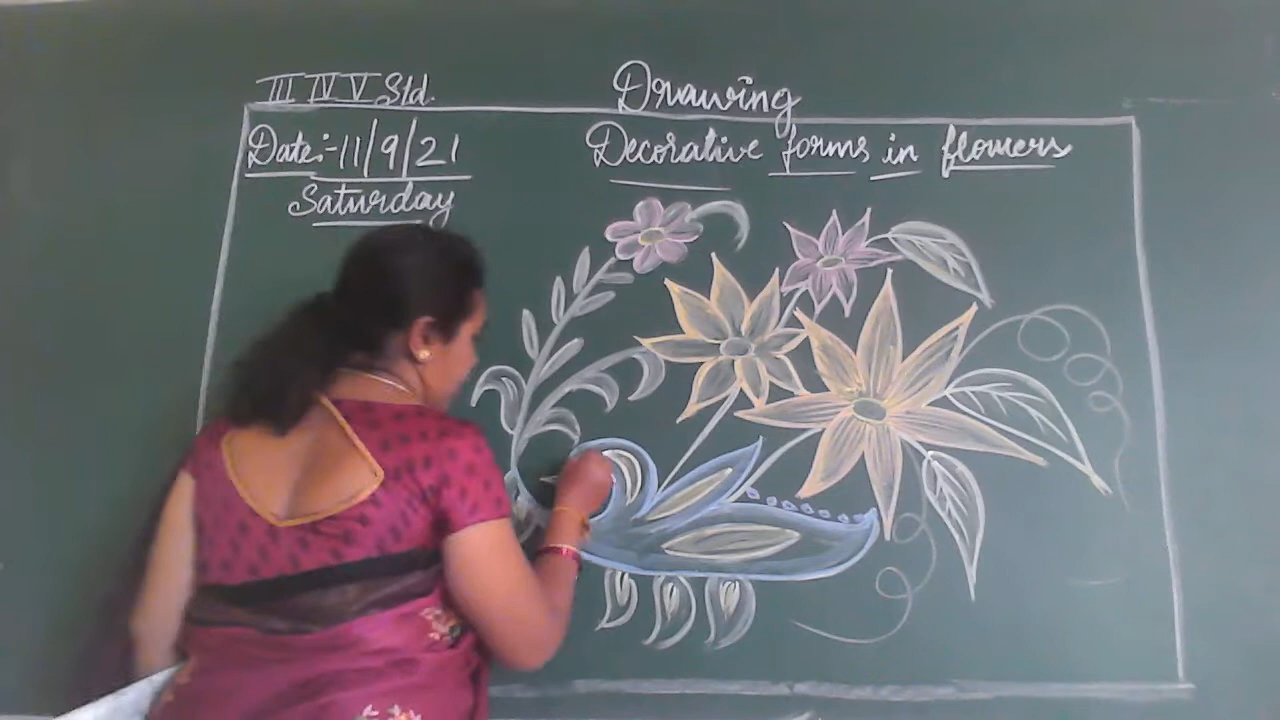 III IV V Std.
Drawing
Date:-11/9/21
Decorative forms in flowers
Saturday